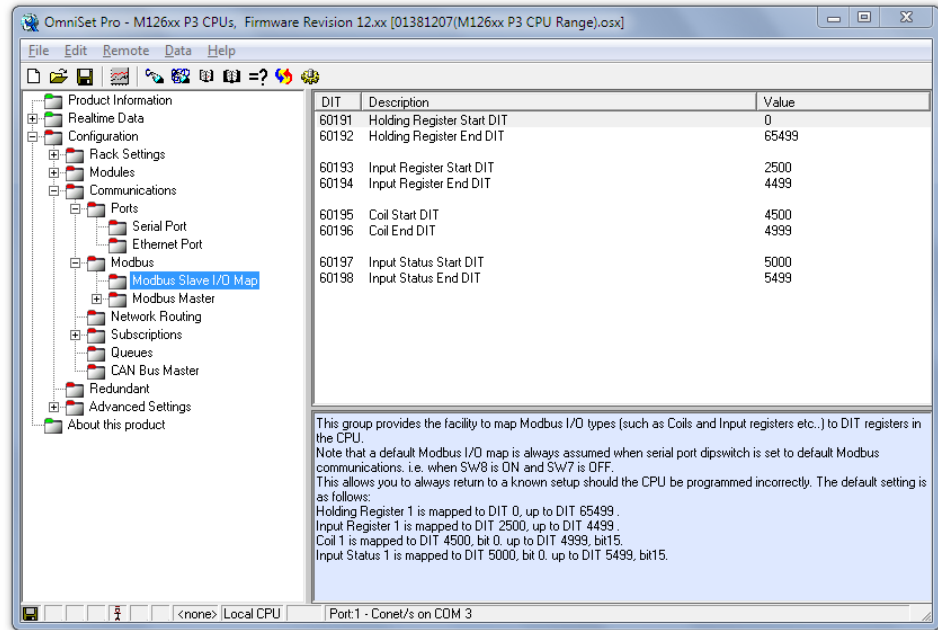 OmniSet Pro - M126xx P3 CPUs, Firmware Revision 12.xx [01381207(M126xx P3 CPU Range).osx]
File Edit Remote Data Help
Product Information
Realtime Data
Configuration
Rack Settings
Modules
Communications
Ports
Serial Port
Ethernet Port
Modbus
Modbus Slave I/O Map
Modbus Master
Network Routing
Subscriptions
Queues
CAN Bus Master
Redundant
Advanced Settings
About this product
DIT Description Value
60191 Holding Register Start DIT 0
60192 Holding Register End DIT 65499
60193 Input Register Start DIT 2500
60194 Input Register End DIT 4499
60195 Coil Start DIT 4500
60196 Coil End DIT 4999
60197 Input Status Start DIT 5000
60198 Input Status End DIT 5499
This group provides the facility to map Modbus I/O types (such as Coils and Input registers etc..) to DIT registers in
the CPU.
Note that a default Modbus I/O map is always assumed when serial port dipswitch is set to default Modbus
communications. i.e. when SW8 is ON and SW7 is OFF.
This allows you to always return to a known setup should the CPU be programmed incorrectly. The default setting is
as follows:
Holding Register 1 is mapped to DIT 0, up to DIT 65499 .
Input Register 1 is mapped to DIT 2500, up to DIT 4499 .
Coil 1 is mapped to DIT 4500, bit 0. up to DIT 4999, bit15.
Input Status 1 is mapped to DIT 5000, bit 0. up to DIT 5499, bit15.
<none> Local CPU Port:1 - Conet/s on COM 3